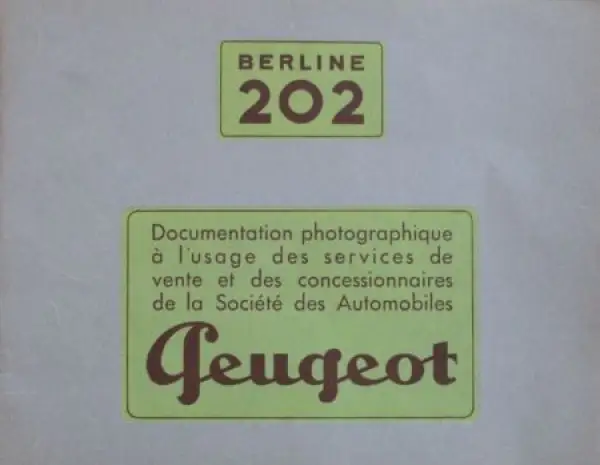 BERLINE
202
Documentation photographique
à l'usage des services de
vente et des concessionnaires
de la Société des Automobiles
Peugeot